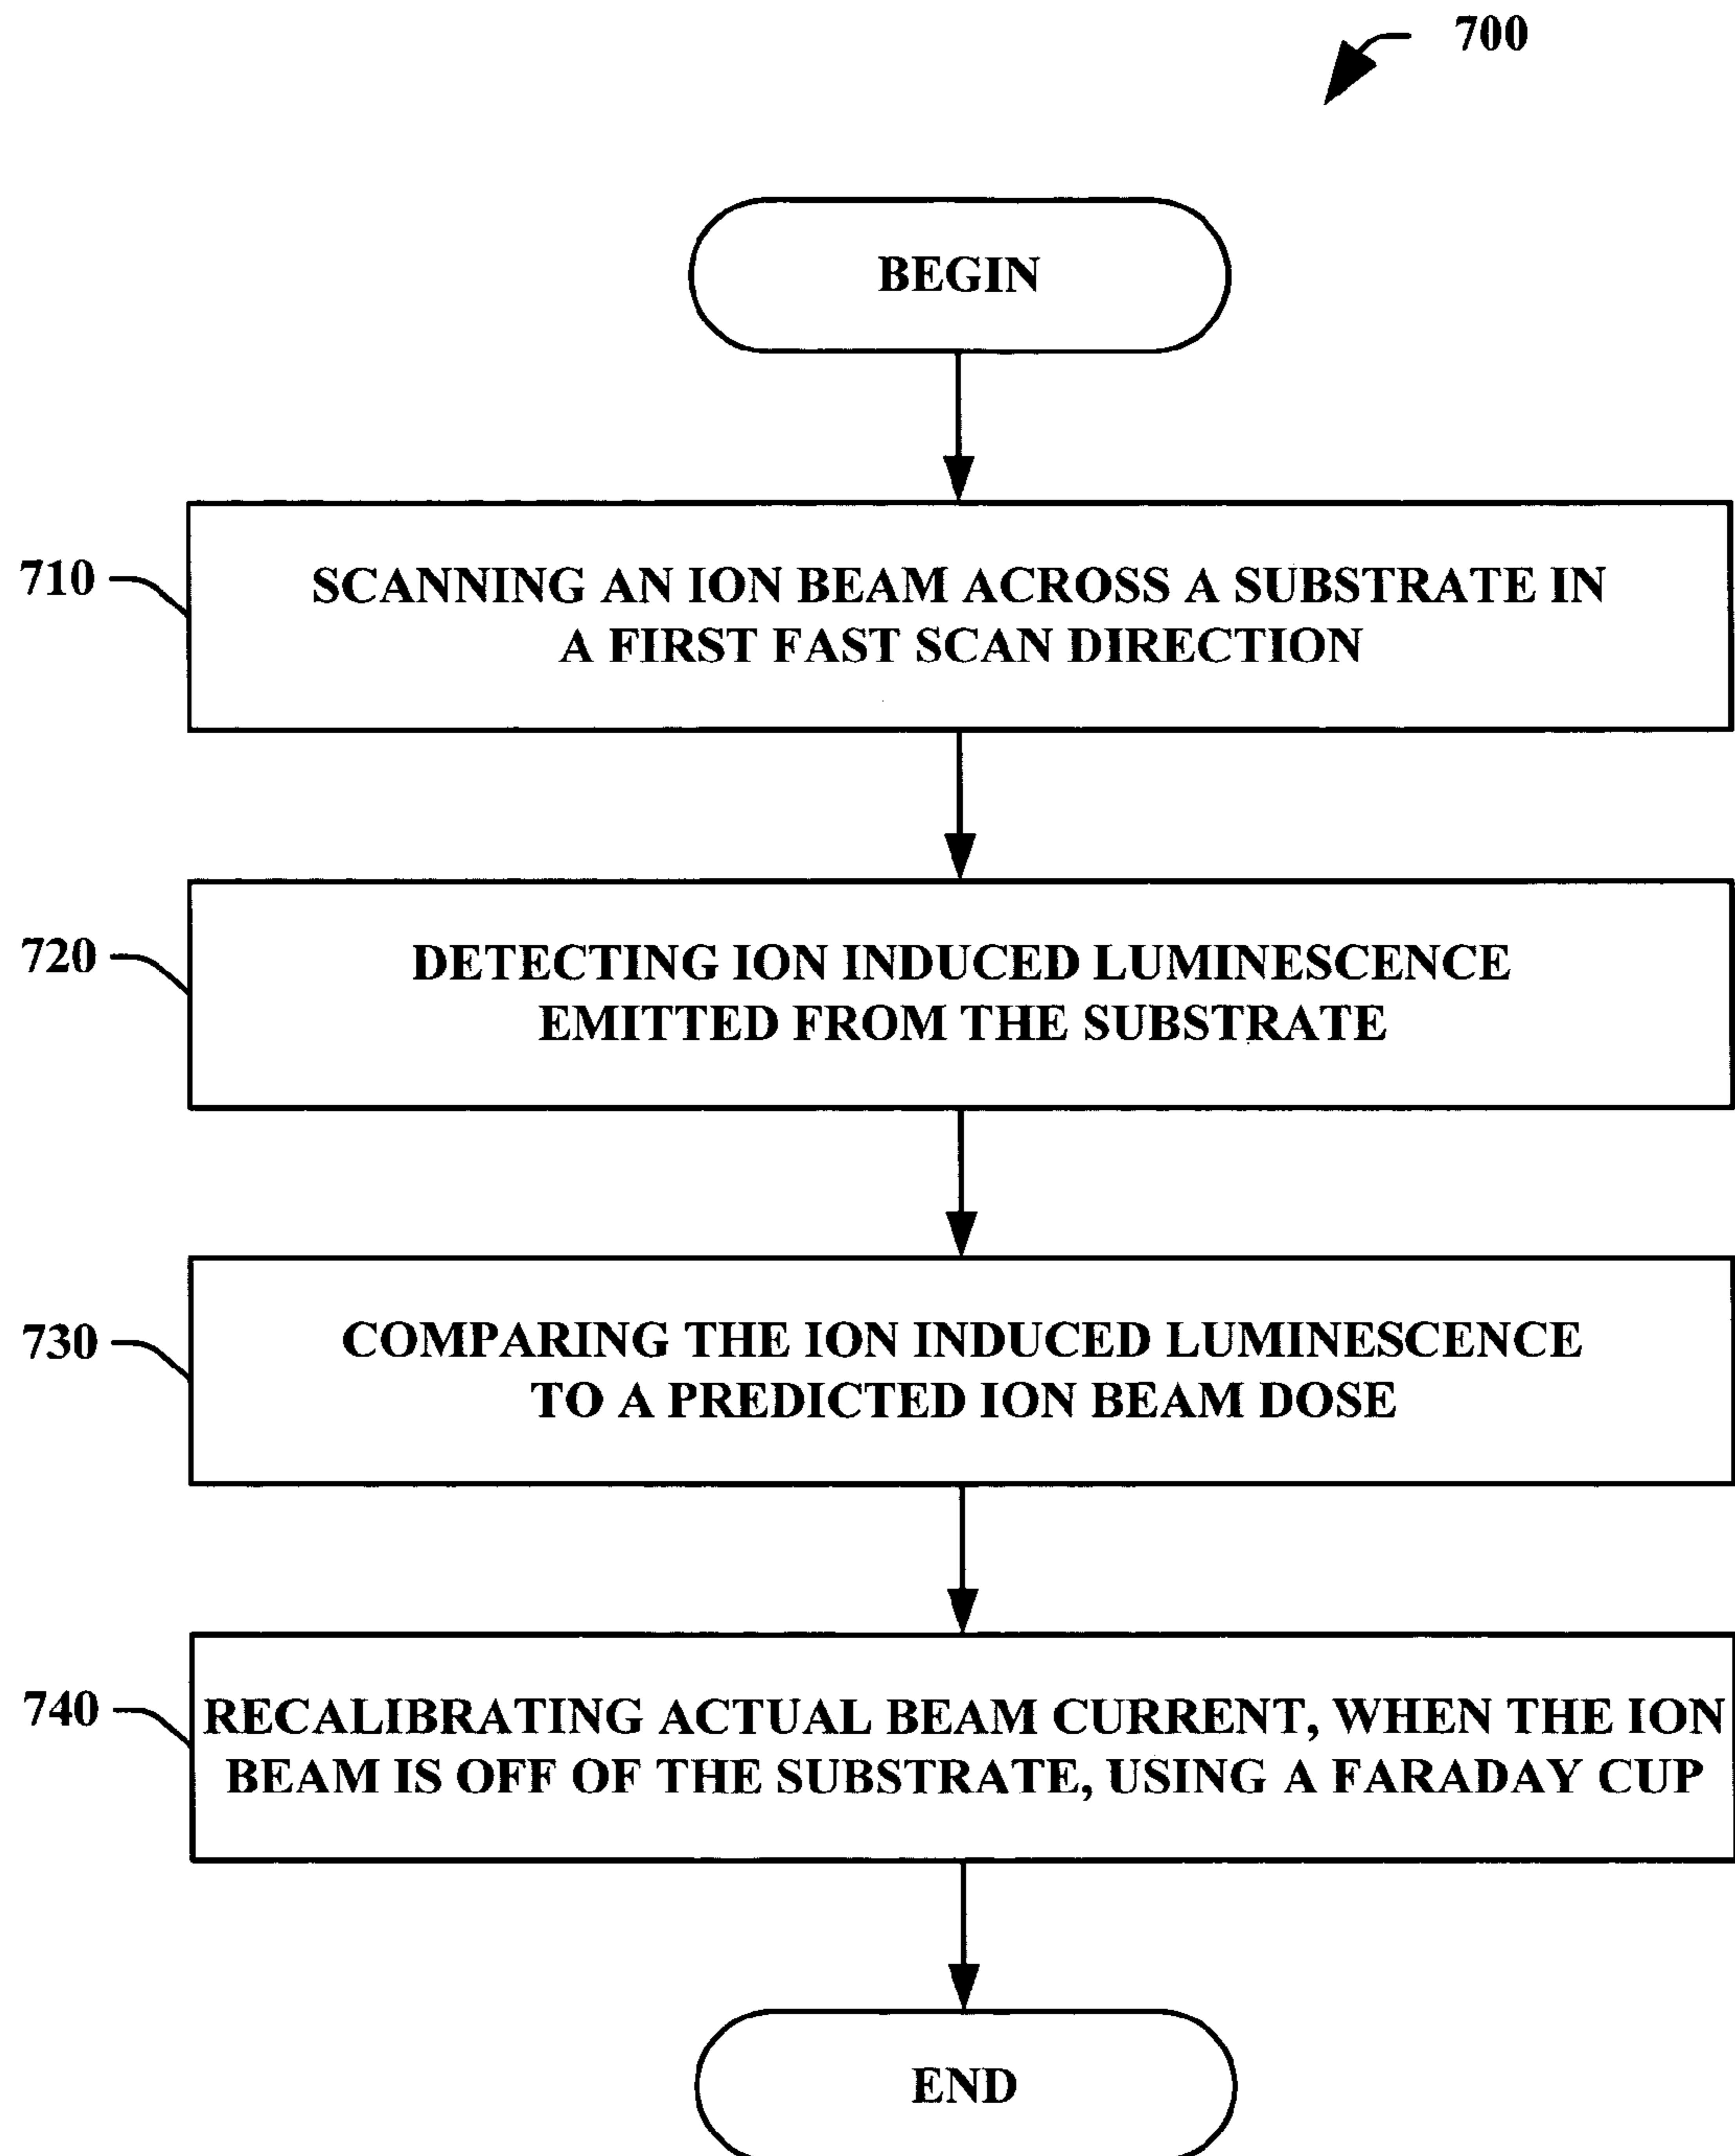 700
BEGIN
710
SCANNING AN ION BEAM ACROSS A SUBSTRATE IN
A FIRST FAST SCAN DIRECTION
720
DETECTING ION INDUCED LUMINESCENCE
EMITTED FROM THE SUBSTRATE
730
COMPARING THE ION INDUCED LUMINESCENCE
TO A PREDICTED ION BEAM DOSE
740
RECALIBRATING ACTUAL BEAM CURRENT, WHEN THE ION
BEAM IS OFF OF THE SUBSTRATE, USING A FARADAY CUP
END